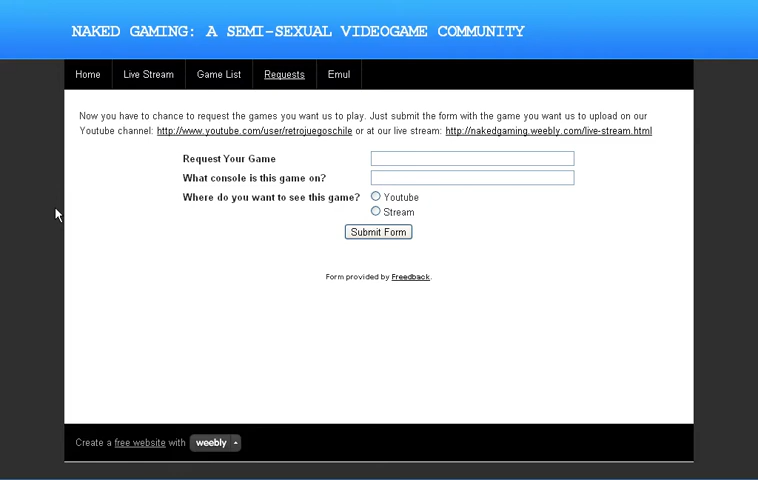 NAKED GAMING: A SEMI-SEXUAL VIDEOGAME COMMUNITY
Home Live Stream Game List Requests Emul
Now you have to chance to request the games you want us to play. Just submit the form with the game you want us to upload on our
Youtube channel: http://www.youtube.com/user/retrojuegoschile or at our live stream: http://nakedgaming.weebly.com/live-stream.html
Request Your Game
What console is this game on?
Where do you want to see this game? Youtube
Stream
Submit Form
Form provided by Freedback.
Create a free website with weebly